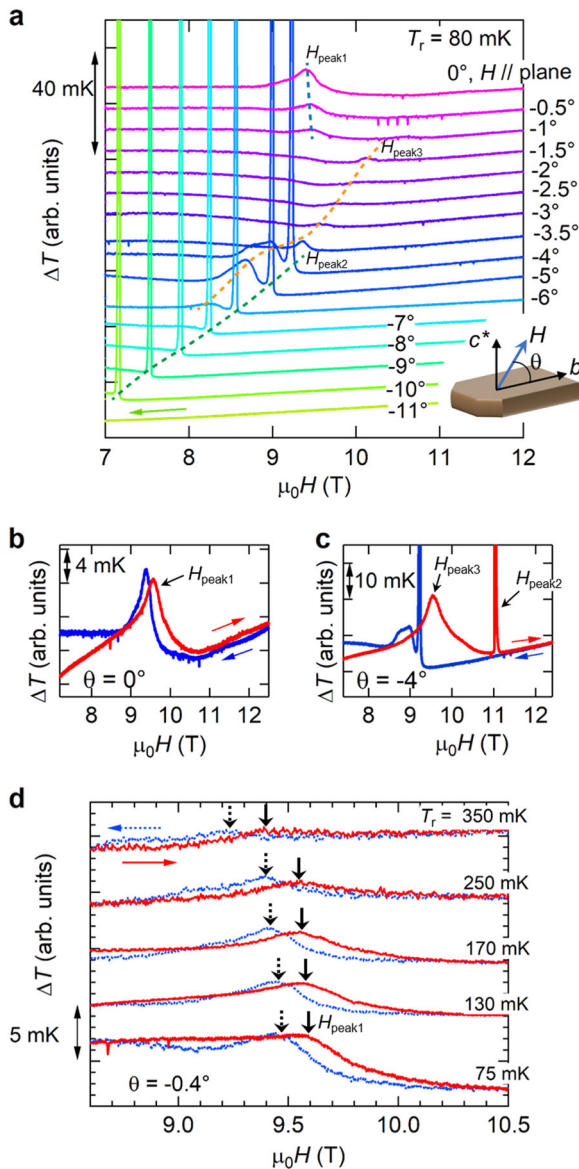 a
T_r = 80 mK
H_peak1
0°, H // plane
40 mK
-0.5°
-1°
H_peak3
-1.5°
-2°
-2.5°
-3°
-3.5°
H_peak2
-4°
-5°
-6°
-7°
-8°
-9°
-10°
-11°
c*
H
θ
b
ΔT (arb. units)
7 8 9 10 11 12
μ0H (T)
b
4 mK
H_peak1
θ = 0°
ΔT (arb. units)
8 9 10 11 12
μ0H (T)
c
10 mK
H_peak3
H_peak2
θ = -4°
ΔT (arb. units)
8 9 10 11 12
μ0H (T)
d
T_r = 350 mK
250 mK
170 mK
130 mK
5 mK
H_peak1
75 mK
θ = -0.4°
ΔT (arb. units)
9.0 9.5 10.0 10.5
μ0H (T)